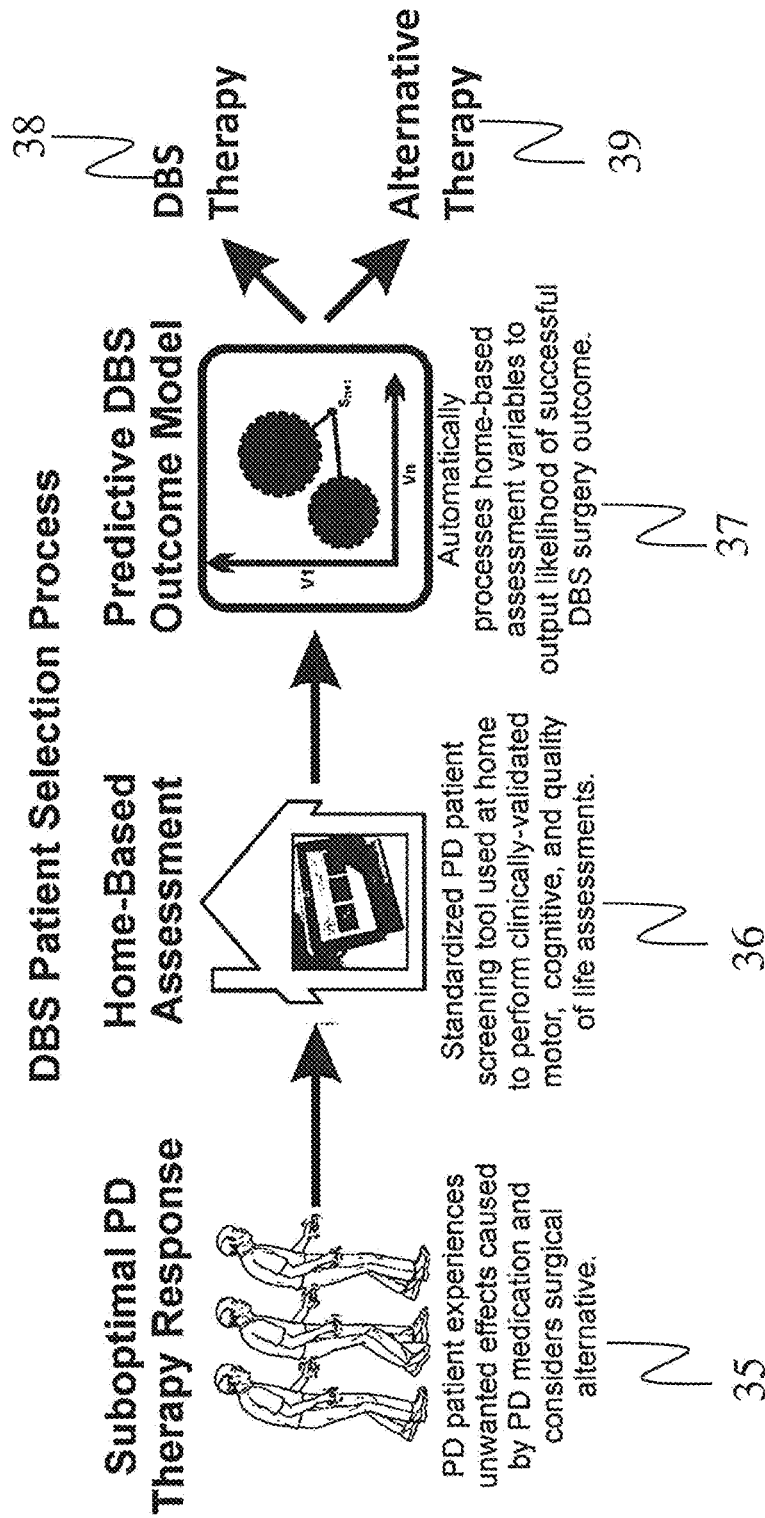 DBS Patient Selection Process
Suboptimal PD
Therapy Response
PD patient experiences
unwanted effects caused
by PD medication and
considers surgical
alternative.
35
Home-Based
Assessment
Standardized PD patient
screening tool used at home
to perform clinically-validated
motor, cognitive, and quality
of life assessments.
36
Predictive DBS
Outcome Model
V1
Vn
Automatically
processes home-based
assessment variables to
output likelihood of successful
DBS surgery outcome.
37
DBS
Therapy
38
Alternative
Therapy
39